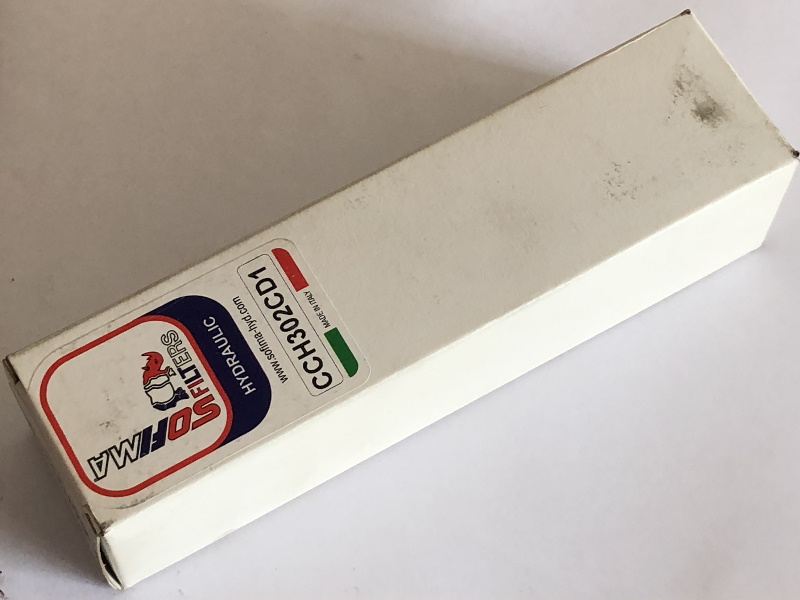 SOFIMA
FILTERS
HYDRAULIC
www.sofima-hyd.com
CCH302CD1
MADE IN ITALY